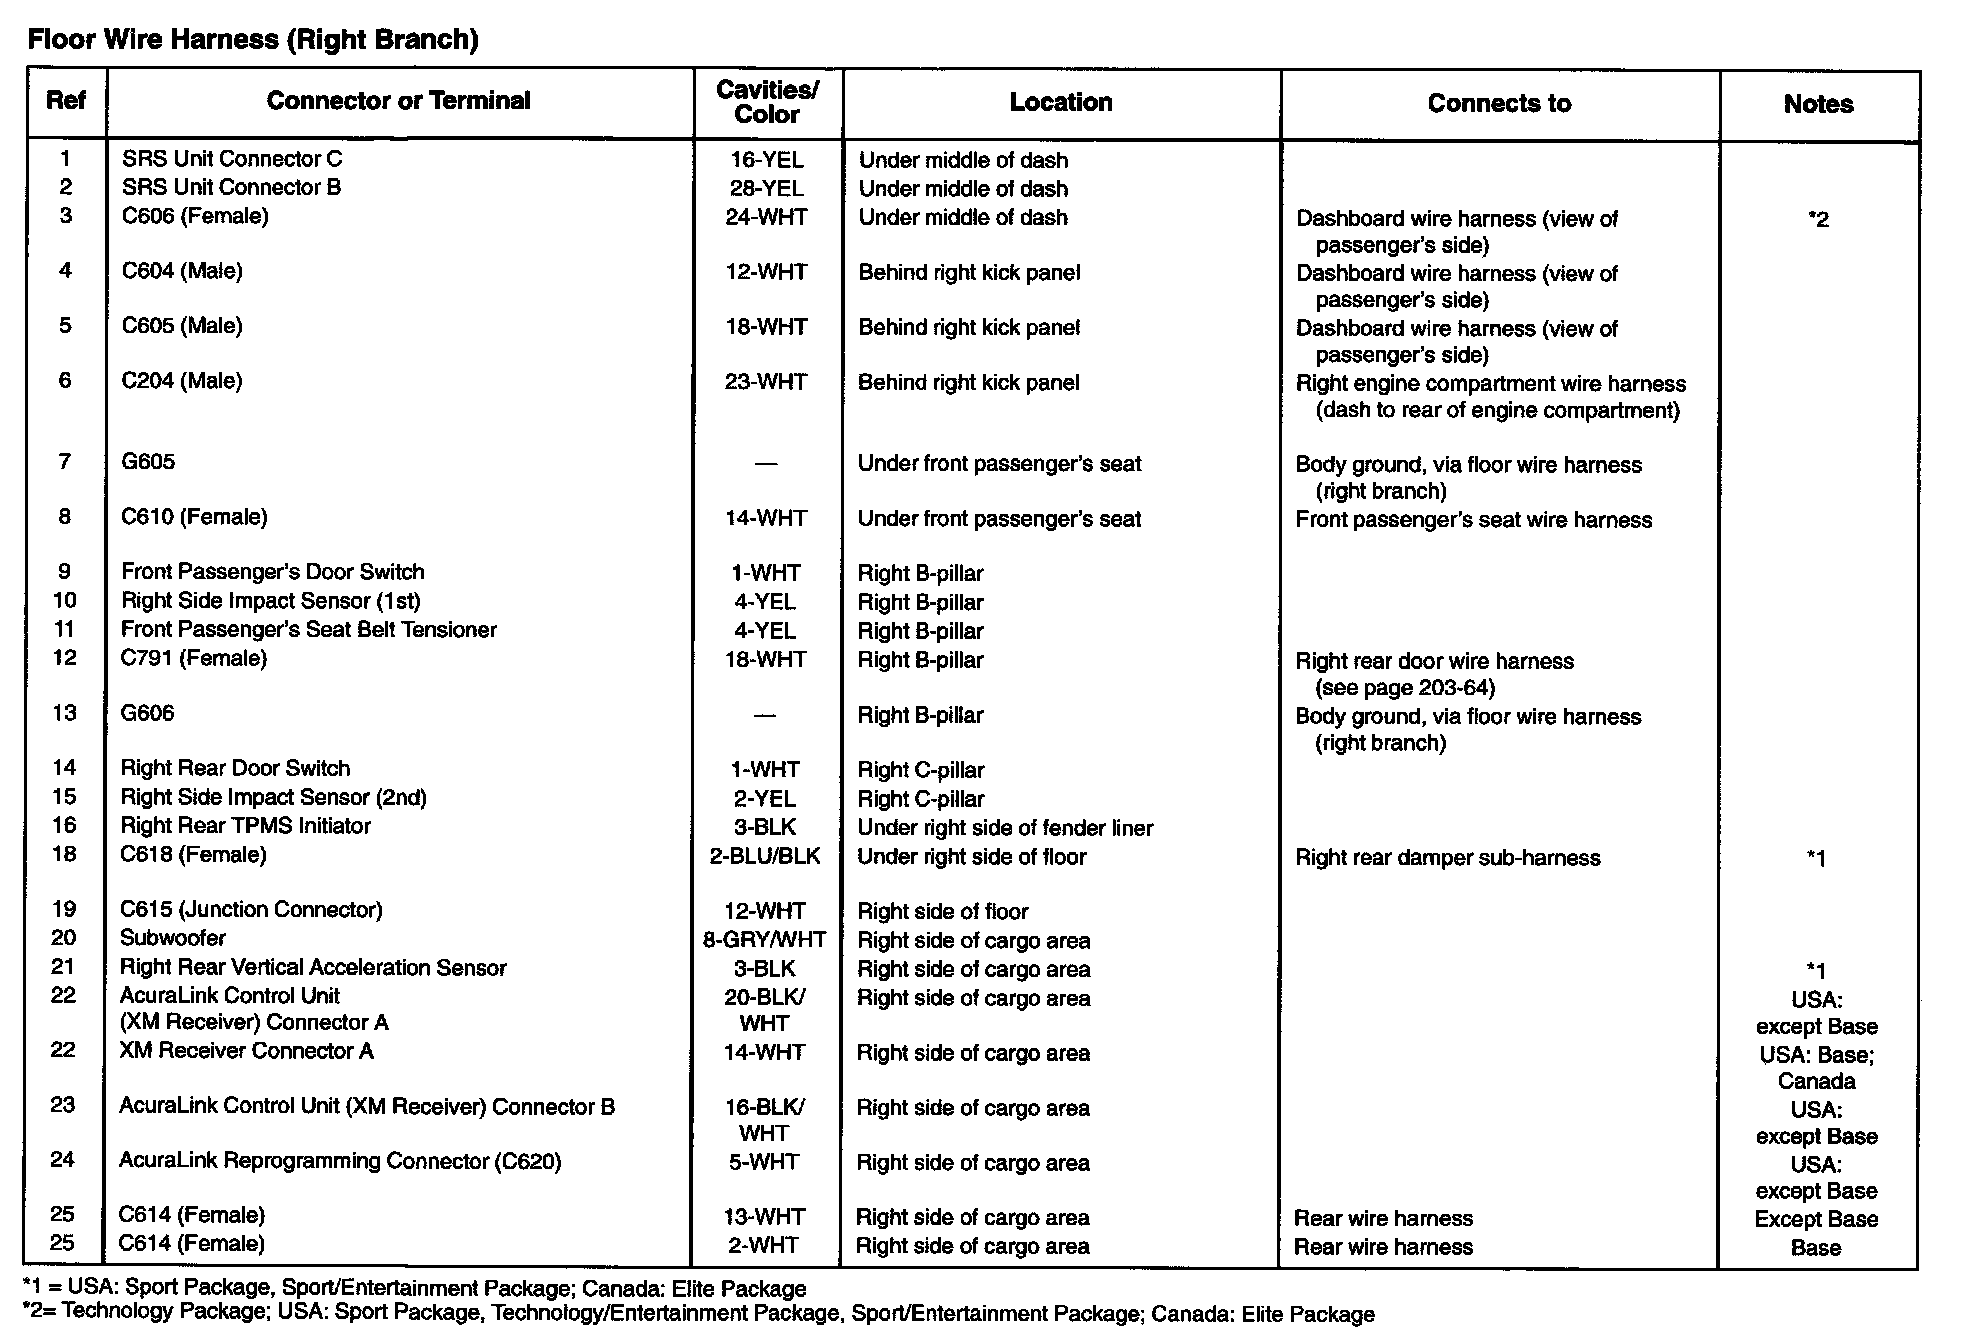 Floor Wire Harness (Right Branch)
Ref Connector or Terminal Cavities/ Color Location Connects to Notes
1 SRS Unit Connector C 16-YEL Under middle of dash
2 SRS Unit Connector B 28-YEL Under middle of dash
3 C606 (Female) 24-WHT Under middle of dash Dashboard wire harness (view of *2
passenger's side)
4 C604 (Male) 12-WHT Behind right kick panel Dashboard wire harness (view of
passenger's side)
5 C605 (Male) 18-WHT Behind right kick panel Dashboard wire harness (view of
passenger's side)
6 C204 (Male) 23-WHT Behind right kick panel Right engine compartment wire harness
(dash to rear of engine compartment)
7 G605 — Under front passenger's seat Body ground, via floor wire harness
(right branch)
8 C610 (Female) 14-WHT Under front passenger's seat Front passenger's seat wire harness
9 Front Passenger's Door Switch 1-WHT Right B-pillar
10 Right Side Impact Sensor (1st) 4-YEL Right B-pillar
11 Front Passenger's Seat Belt Tensioner 4-YEL Right B-pillar
12 C791 (Female) 18-WHT Right B-pillar Right rear door wire harness
(see page 203-64)
13 G606 — Right B-pillar Body ground, via floor wire harness
(right branch)
14 Right Rear Door Switch 1-WHT Right C-pillar
15 Right Side Impact Sensor (2nd) 2-YEL Right C-pillar
16 Right Rear TPMS Initiator 3-BLK Under right side of fender liner
18 C618 (Female) 2-BLU/BLK Under right side of floor Right rear damper sub-harness *1
19 C615 (Junction Connector) 12-WHT Right side of floor
20 Subwoofer 8-GRY/WHT Right side of cargo area
21 Right Rear Vertical Acceleration Sensor 3-BLK Right side of cargo area *1
22 AcuraLink Control Unit 20-BLK/ Right side of cargo area USA:
(XM Receiver) Connector A WHT except Base
22 XM Receiver Connector A 14-WHT Right side of cargo area USA: Base;
Canada
23 AcuraLink Control Unit (XM Receiver) Connector B 16-BLK/ Right side of cargo area USA:
WHT except Base
24 AcuraLink Reprogramming Connector (C620) 5-WHT Right side of cargo area USA:
except Base
25 C614 (Female) 13-WHT Right side of cargo area Rear wire harness Except Base
25 C614 (Female) 2-WHT Right side of cargo area Rear wire harness Base
*1 = USA: Sport Package, Sport/Entertainment Package; Canada: Elite Package
*2= Technology Package; USA: Sport Package, Technology/Entertainment Package, Sport/Entertainment Package; Canada: Elite Package